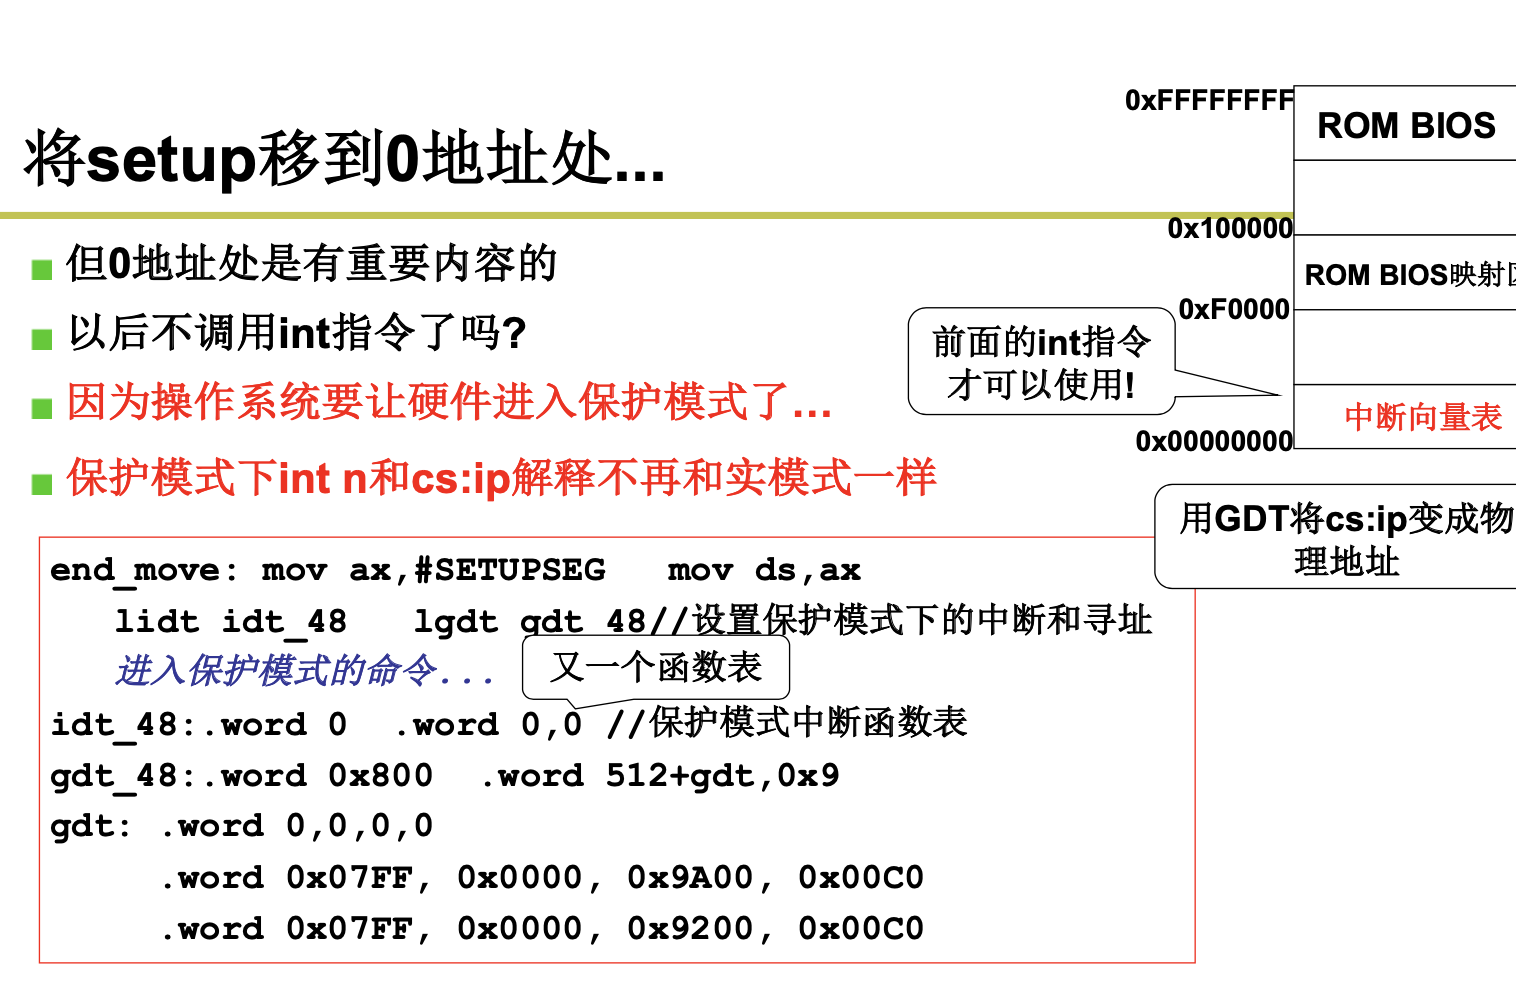 将setup移到0地址处...
但0地址处是有重要内容的
以后不调用int指令了吗?
因为操作系统要让硬件进入保护模式了...
保护模式下int n和cs:ip解释不再和实模式一样
0xFFFFFFFF
ROM BIOS
0x100000
ROM BIOS映射区
0xF0000
前面的int指令
才可以使用!
中断向量表
0x00000000
用GDT将cs:ip变成物
理地址
end_move: mov ax,#SETUPSEG mov ds,ax
lidt idt_48 lgdt gdt_48//设置保护模式下的中断和寻址
进入保护模式的命令...
又一个函数表
idt_48:.word 0 .word 0,0 //保护模式中断函数表
gdt_48:.word 0x800 .word 512+gdt,0x9
gdt: .word 0,0,0,0
.word 0x07FF, 0x0000, 0x9A00, 0x00C0
.word 0x07FF, 0x0000, 0x9200, 0x00C0